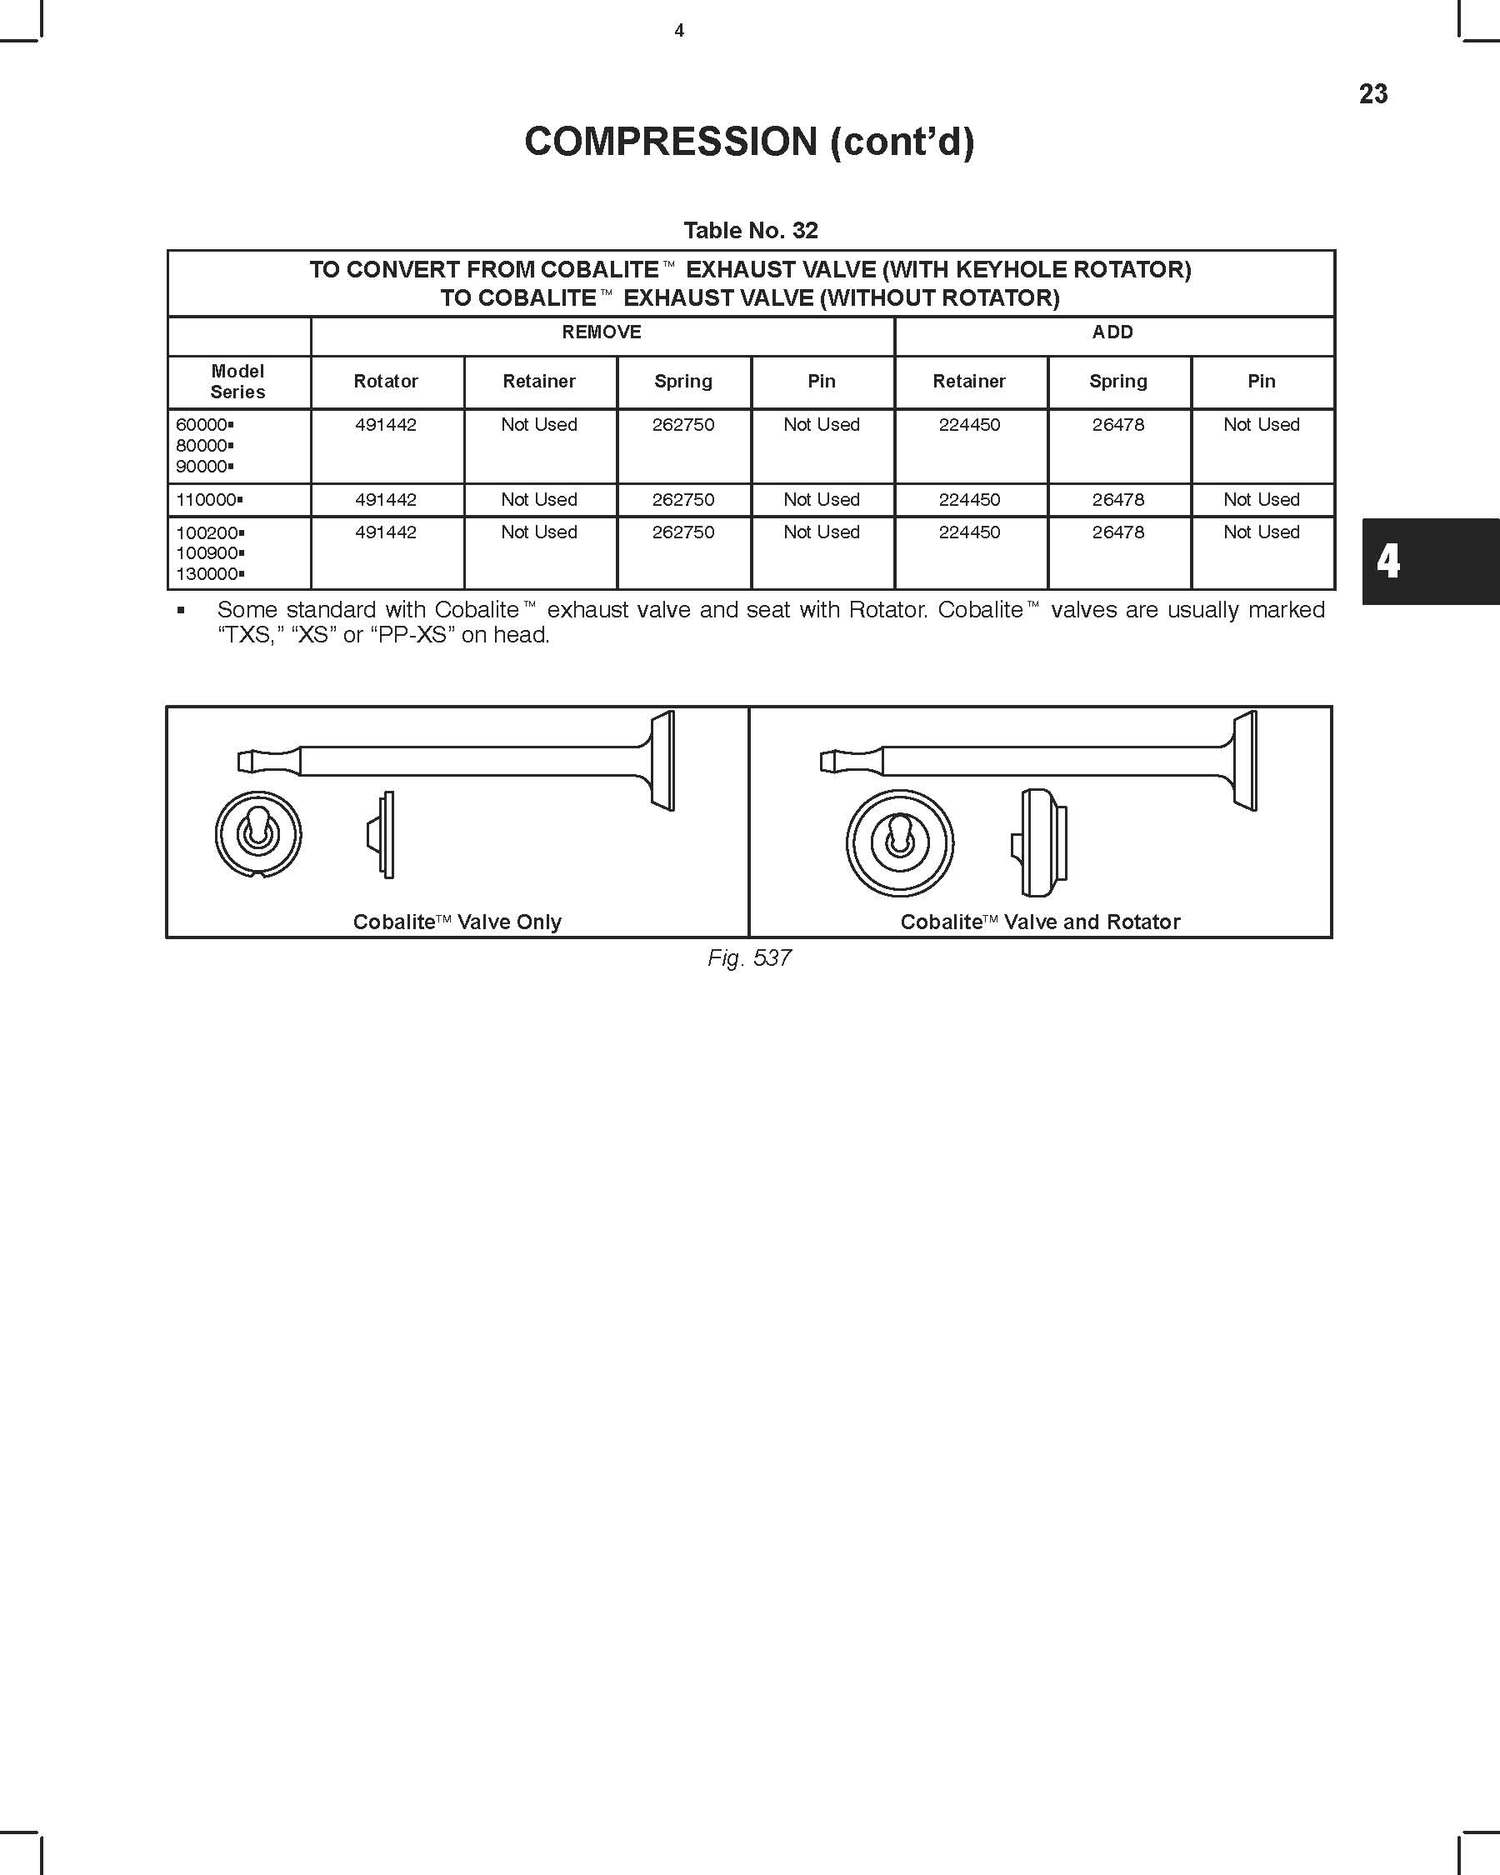 4
23
COMPRESSION (cont’d)
Table No. 32
TO CONVERT FROM COBALITE™ EXHAUST VALVE (WITH KEYHOLE ROTATOR)
TO COBALITE™ EXHAUST VALVE (WITHOUT ROTATOR)
REMOVE ADD
Model Series Rotator Retainer Spring Pin Retainer Spring Pin
60000▪ 491442 Not Used 262750 Not Used 224450 26478 Not Used
80000▪
90000▪
110000▪ 491442 Not Used 262750 Not Used 224450 26478 Not Used
100200▪ 491442 Not Used 262750 Not Used 224450 26478 Not Used
100900▪
130000▪
4
▪ Some standard with Cobalite™ exhaust valve and seat with Rotator. Cobalite™ valves are usually marked
“TXS,” “XS” or “PP-XS” on head.
Cobalite™ Valve Only Cobalite™ Valve and Rotator
Fig. 537